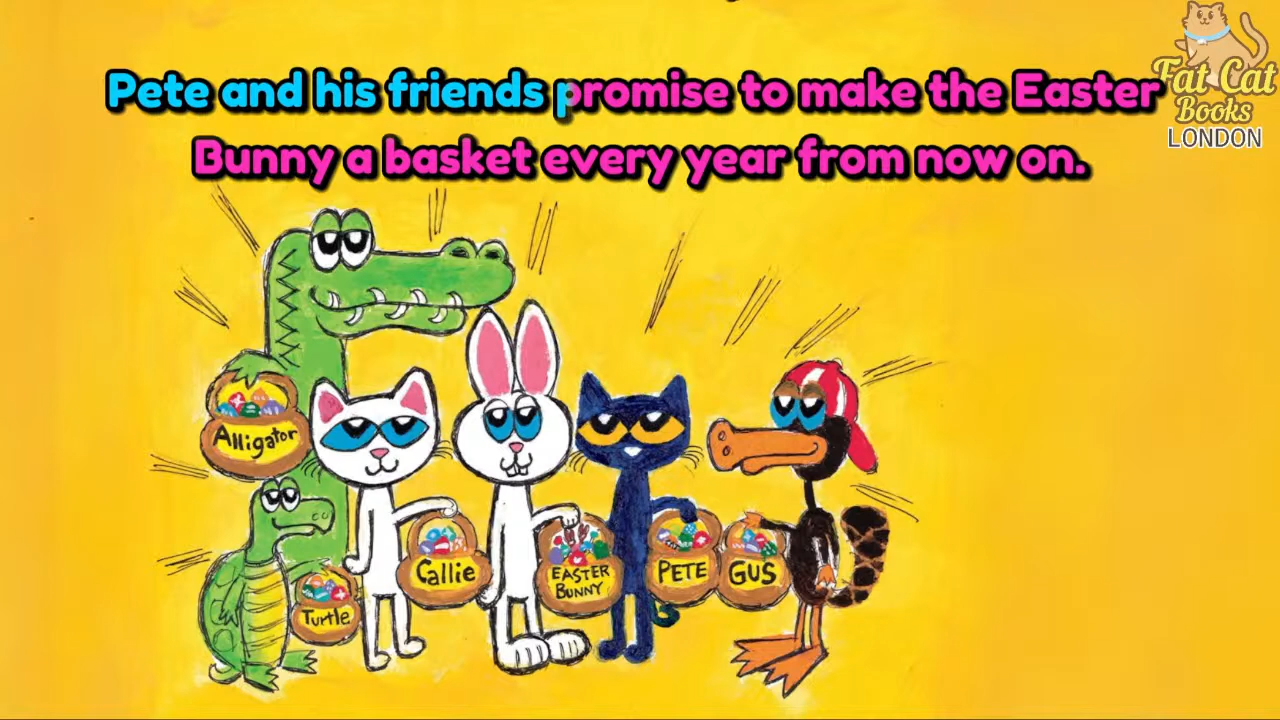 Pete and his friends promise to make the Easter
Bunny a basket every year from now on.
Fat Cat
Books
LONDON
Alligator
Callie
EASTER
BUNNY
PETE
GUS
Turtle